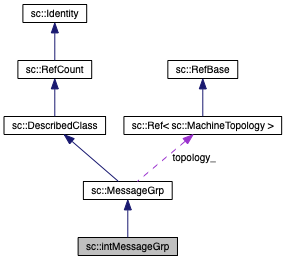 sc::Identity
sc::RefCount
sc::RefBase
sc::DescribedClass
sc::Ref< sc::MachineTopology >
topology_
sc::MessageGrp
sc::intMessageGrp